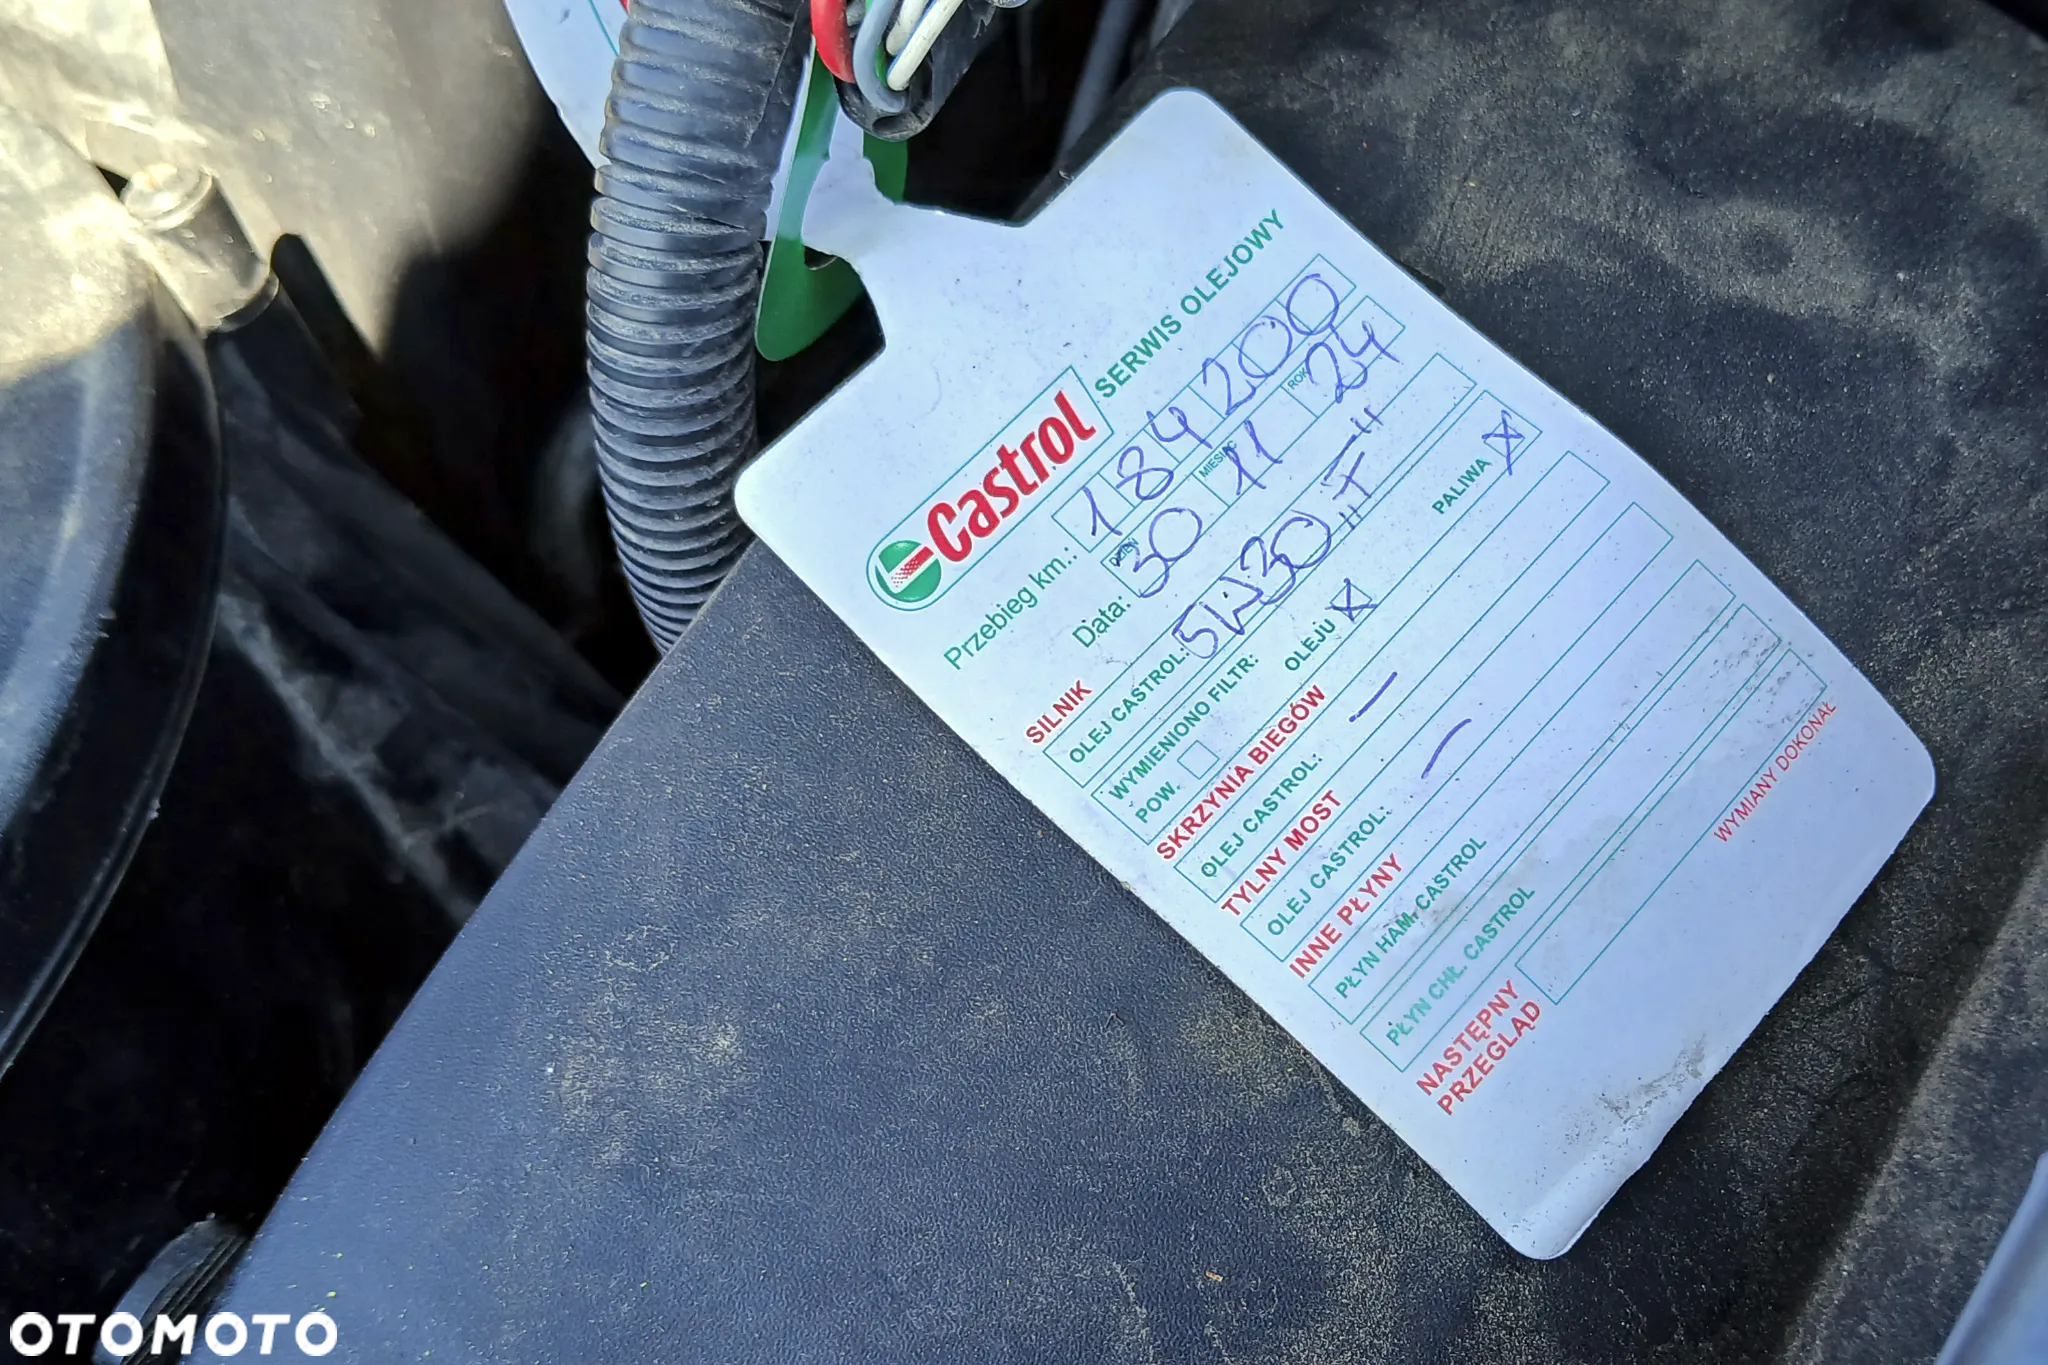 Castrol SERWIS OLEJOWY
Przebieg km.: 184200
Data: DZIEŃ 30 MIESIĄC 11 ROK 24
SILNIK
OLEJ CASTROL: 5W30 "F"
WYMIENIONO FILTR:
POW. OLEJU X PALIWA X
SKRZYNIA BIEGÓW
OLEJ CASTROL: —
TYLNY MOST
OLEJ CASTROL: —
INNE PŁYNY
PŁYN HAM. CASTROL
PŁYN CHŁ. CASTROL
NASTĘPNY
PRZEGLĄD
WYMIANY DOKONAŁ
OTOMOTO